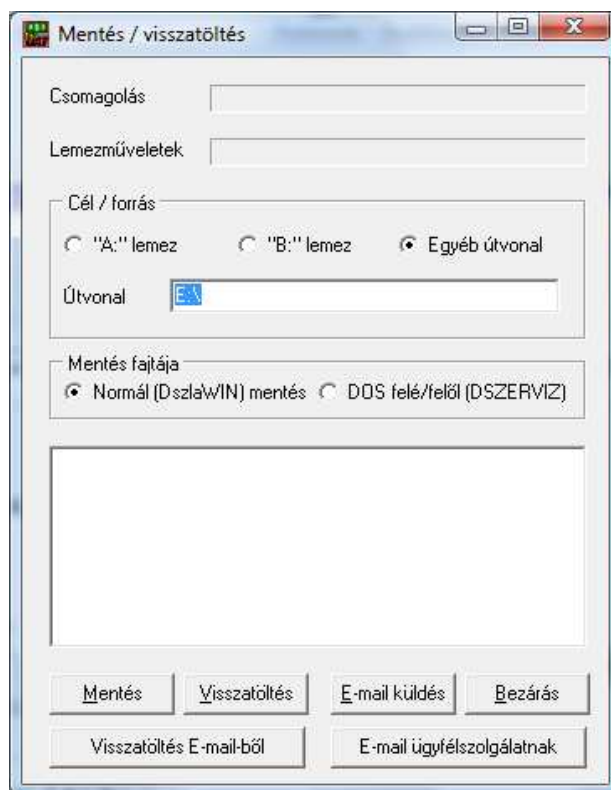 Mentés / visszatöltés
Csomagolás
Lemezműveletek
Cél / forrás
"A:" lemez "B:" lemez Egyéb útvonal
Útvonal E:\
Mentés fajtája
Normál (DszlaWIN) mentés DOS felé/felől (DSZERVIZ)
Mentés Visszatöltés E-mail küldés Bezárás
Visszatöltés E-mail-ből E-mail ügyfélszolgálatnak